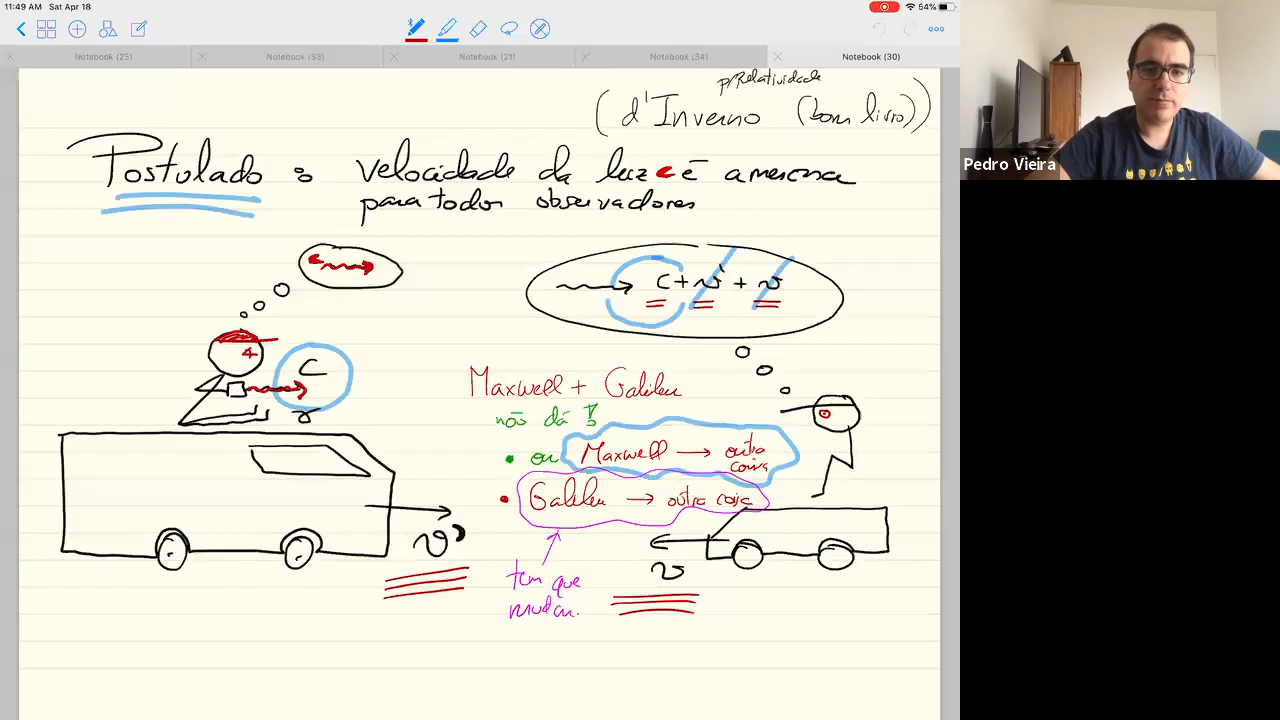 11:49 AM Sat Apr 18
54%
Notebook (25)
Notebook (53)
Notebook (21)
Notebook (34)
Notebook (30)
p/Relatividade
(d'Inverno (bom livro))
Pedro Vieira
Postulado: velocidade da luz c é a mesma
para todos observadores
c
c + v' + v
C
Maxwell + Galileu
não dá!
• ou Maxwell → outra
coisa
• Galileu → outra coisa
v'
v
tem que
mudar.